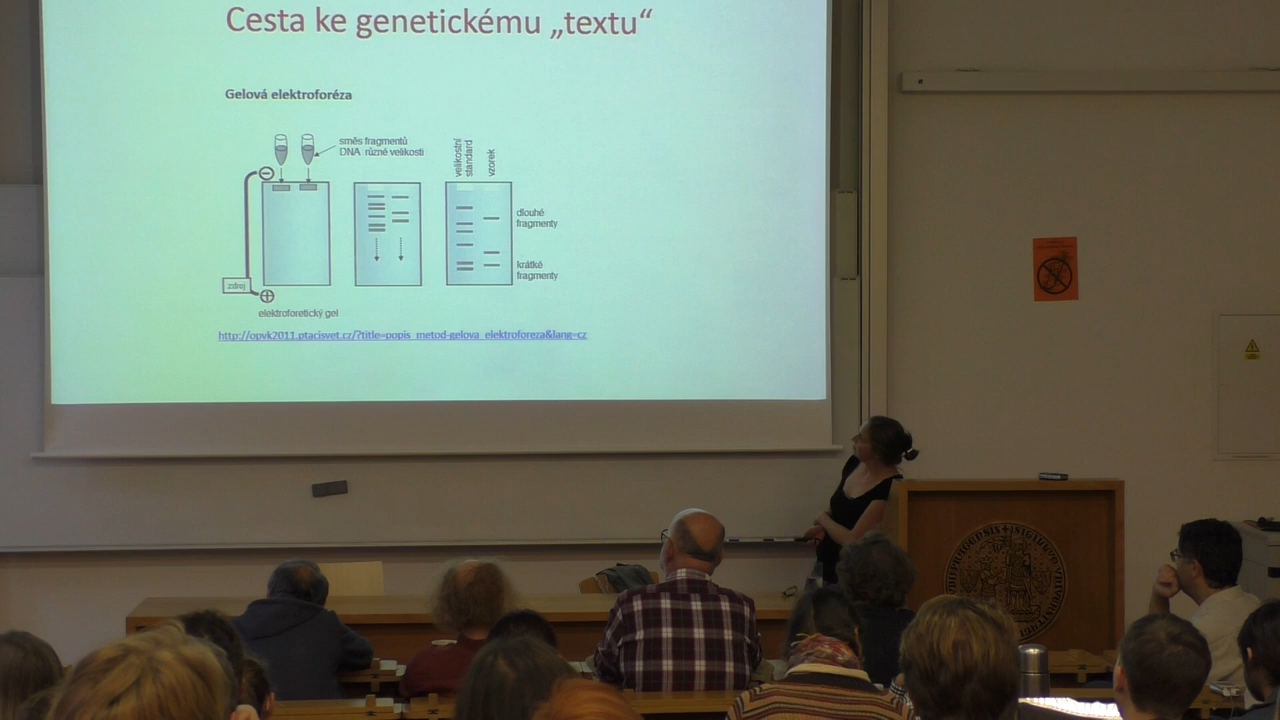 Cesta ke genetickému „textu“
Gelová elektroforéza
směs fragmentů
DNA různé velikosti
velikostní
standard
vzorek
dlouhé
fragmenty
krátké
fragmenty
zdroj
elektroforetický gel
http://opvk2011.ptacisvet.cz/?title=popis_metod-gelova_elektroforeza&lang=cz